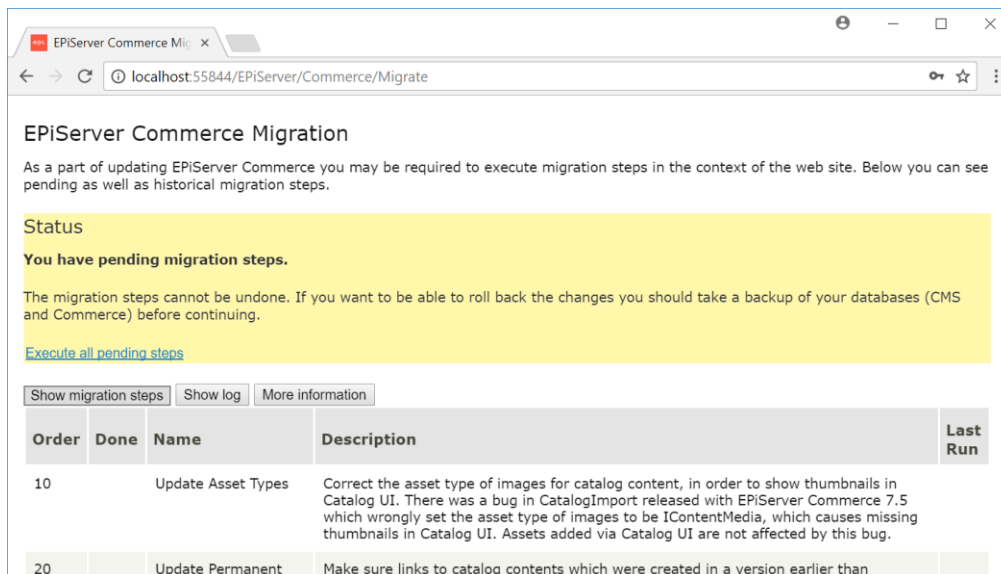 EPiServer Commerce Mig
localhost:55844/EPiServer/Commerce/Migrate
EPiServer Commerce Migration
As a part of updating EPiServer Commerce you may be required to execute migration steps in the context of the web site. Below you can see
pending as well as historical migration steps.
Status
You have pending migration steps.
The migration steps cannot be undone. If you want to be able to roll back the changes you should take a backup of your databases (CMS
and Commerce) before continuing.
Execute all pending steps
Show migration steps Show log More information
Order Done Name Description Last Run
10 Update Asset Types Correct the asset type of images for catalog content, in order to show thumbnails in
Catalog UI. There was a bug in CatalogImport released with EPiServer Commerce 7.5
which wrongly set the asset type of images to be IContentMedia, which causes missing
thumbnails in Catalog UI. Assets added via Catalog UI are not affected by this bug.
20 Update Permanent Make sure links to catalog contents which were created in a version earlier than